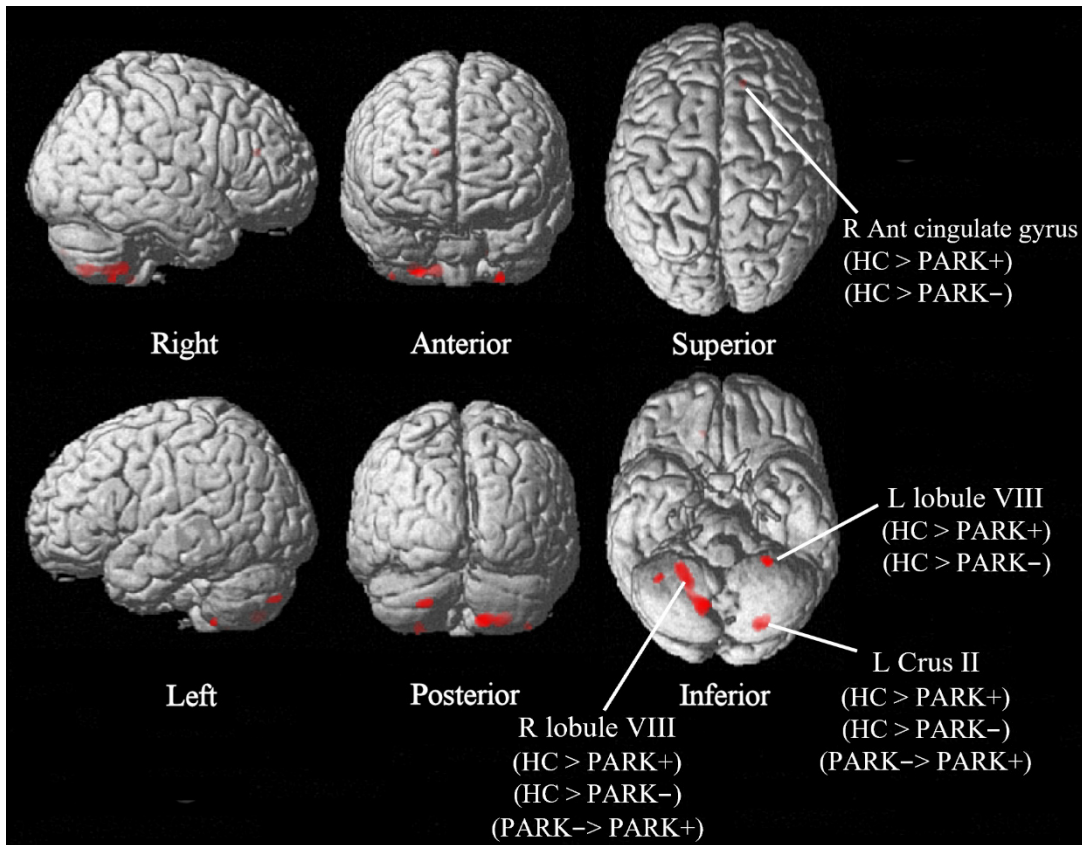 R Ant cingulate gyrus
(HC > PARK+)
(HC > PARK−)
Right
Anterior
Superior
L lobule VIII
(HC > PARK+)
(HC > PARK−)
Left
Posterior
Inferior
L Crus II
(HC > PARK+)
(HC > PARK−)
(PARK−> PARK+)
R lobule VIII
(HC > PARK+)
(HC > PARK−)
(PARK−> PARK+)